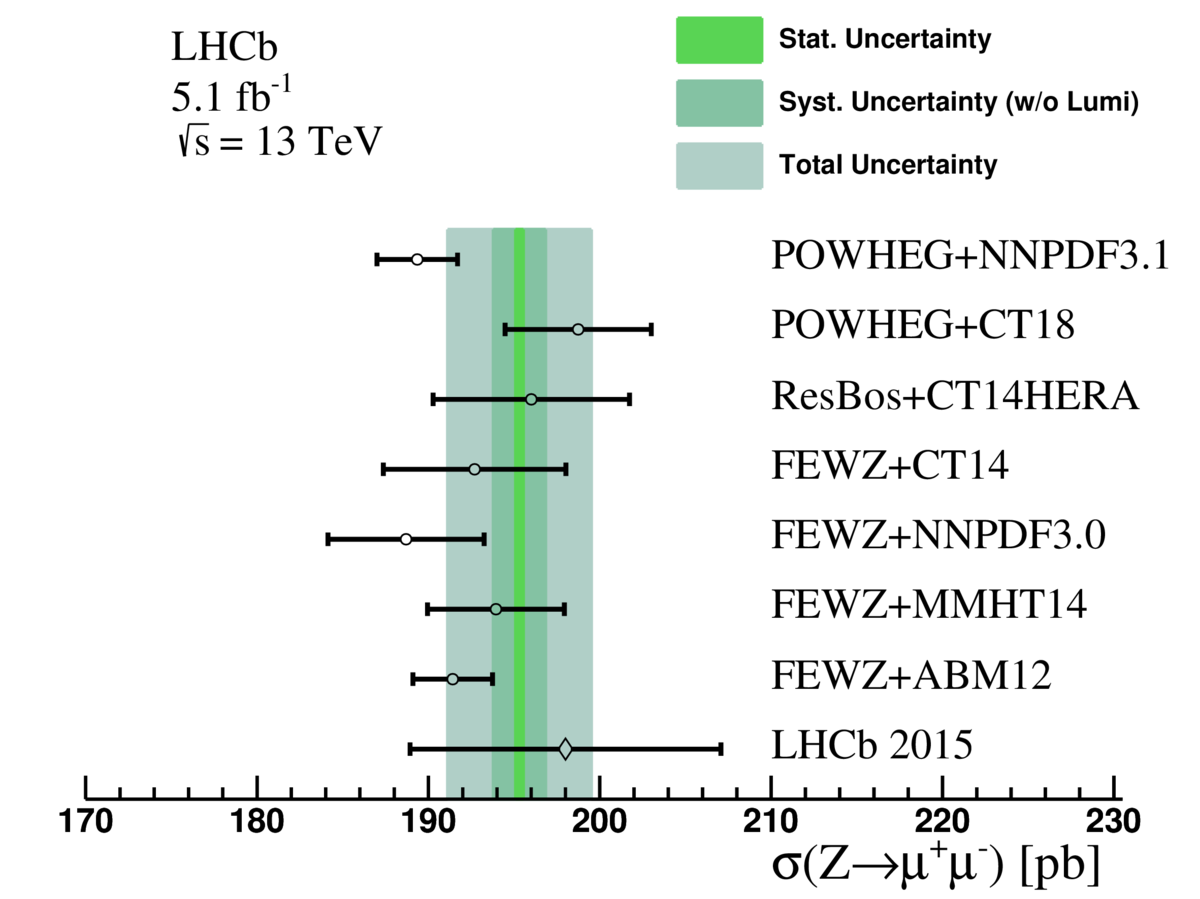 LHCb
5.1 fb⁻¹
√s = 13 TeV
Stat. Uncertainty
Syst. Uncertainty (w/o Lumi)
Total Uncertainty
POWHEG+NNPDF3.1
POWHEG+CT18
ResBos+CT14HERA
FEWZ+CT14
FEWZ+NNPDF3.0
FEWZ+MMHT14
FEWZ+ABM12
LHCb 2015
170 180 190 200 210 220 230
σ(Z→μ⁺μ⁻) [pb]